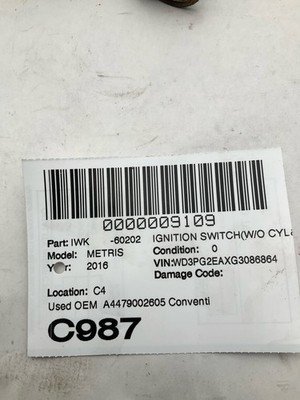 0000009109
Part: IWK -60202 IGNITION SWITCH(W/O CYL&
Model: METRIS Condition: 0
Year: 2016 VIN:WD3PG2EAXG3086864
Damage Code:
Location: C4
Used OEM A4479002605 Conventi
C987